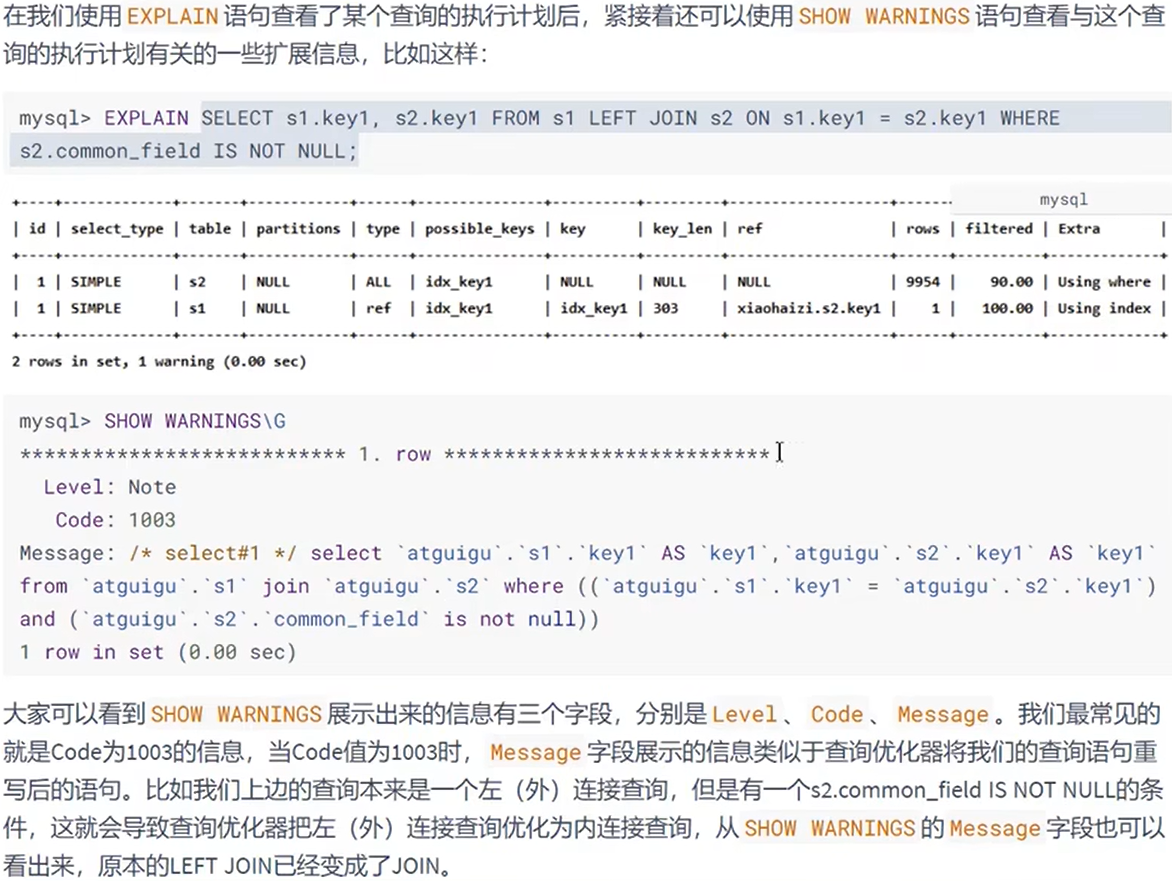 在我们使用 EXPLAIN 语句查看了某个查询的执行计划后，紧接着还可以使用 SHOW WARNINGS 语句查看与这个查
询的执行计划有关的一些扩展信息，比如这样：
mysql> EXPLAIN SELECT s1.key1, s2.key1 FROM s1 LEFT JOIN s2 ON s1.key1 = s2.key1 WHERE
s2.common_field IS NOT NULL;
mysql
| id | select_type | table | partitions | type | possible_keys | key | key_len | ref | rows | filtered | Extra |
| 1 | SIMPLE | s2 | NULL | ALL | idx_key1 | NULL | NULL | NULL | 9954 | 90.00 | Using where |
| 1 | SIMPLE | s1 | NULL | ref | idx_key1 | idx_key1 | 303 | xiaohaizi.s2.key1 | 1 | 100.00 | Using index |
2 rows in set, 1 warning (0.00 sec)
mysql> SHOW WARNINGS\G
*************************** 1. row ***************************
Level: Note
Code: 1003
Message: /* select#1 */ select `atguigu`.`s1`.`key1` AS `key1`,`atguigu`.`s2`.`key1` AS `key1`
from `atguigu`.`s1` join `atguigu`.`s2` where ((`atguigu`.`s1`.`key1` = `atguigu`.`s2`.`key1`)
and (`atguigu`.`s2`.`common_field` is not null))
1 row in set (0.00 sec)
大家可以看到 SHOW WARNINGS 展示出来的信息有三个字段，分别是 Level 、 Code 、 Message 。我们最常见的
就是Code为1003的信息，当Code值为1003时， Message 字段展示的信息类似于查询优化器将我们的查询语句重
写后的语句。比如我们上边的查询本来是一个左（外）连接查询，但是有一个s2.common_field IS NOT NULL的条
件，这就会导致查询优化器把左（外）连接查询优化为内连接查询，从 SHOW WARNINGS 的 Message 字段也可以
看出来，原本的LEFT JOIN已经变成了JOIN。